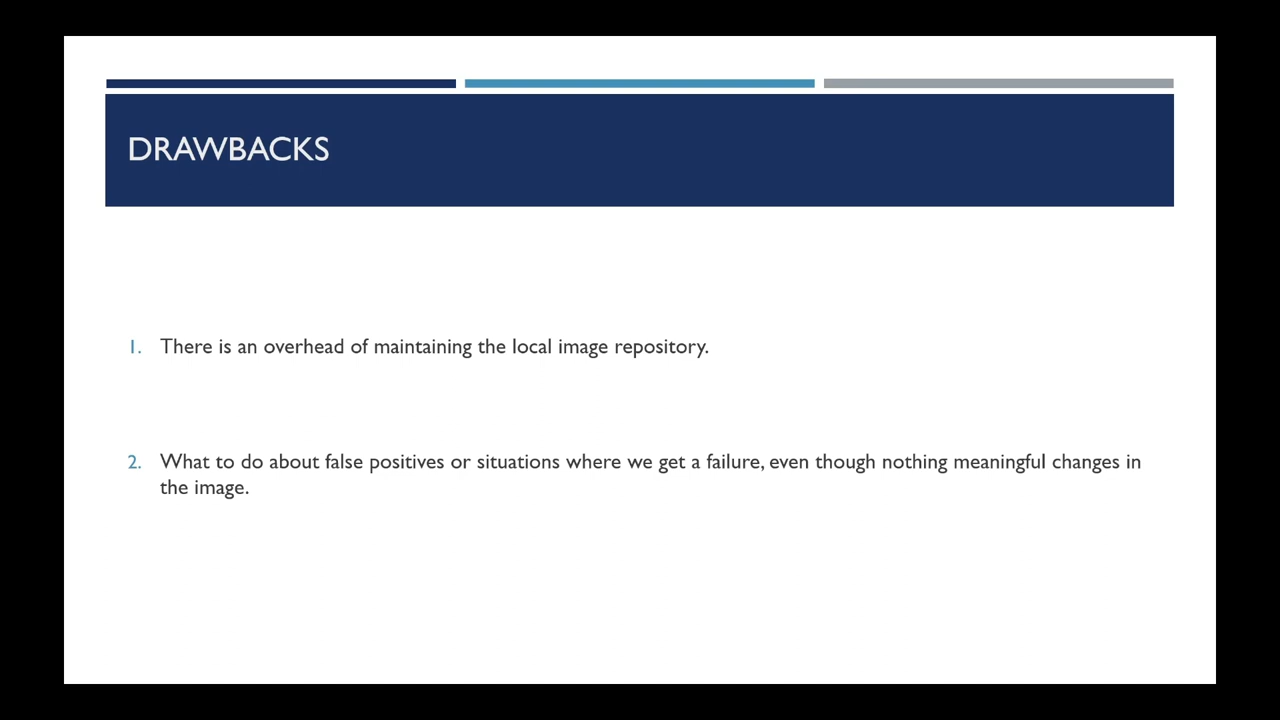 DRAWBACKS
1. There is an overhead of maintaining the local image repository.
2. What to do about false positives or situations where we get a failure, even though nothing meaningful changes in
the image.